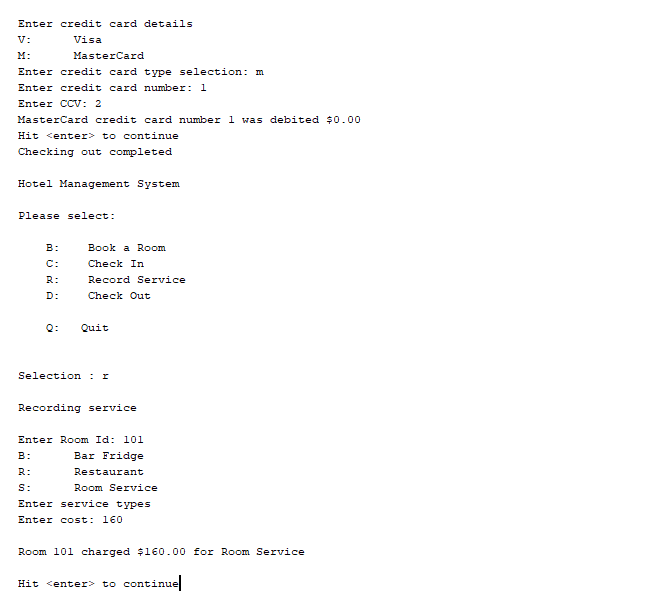 Enter credit card details
V: Visa
M: MasterCard
Enter credit card type selection: m
Enter credit card number: 1
Enter CCV: 2
MasterCard credit card number 1 was debited $0.00
Hit <enter> to continue
Checking out completed
Hotel Management System
Please select:
B: Book a Room
C: Check In
R: Record Service
D: Check Out
Q: Quit
Selection : r
Recording service
Enter Room Id: 101
B: Bar Fridge
R: Restaurant
S: Room Service
Enter service types
Enter cost: 160
Room 101 charged $160.00 for Room Service
Hit <enter> to continue